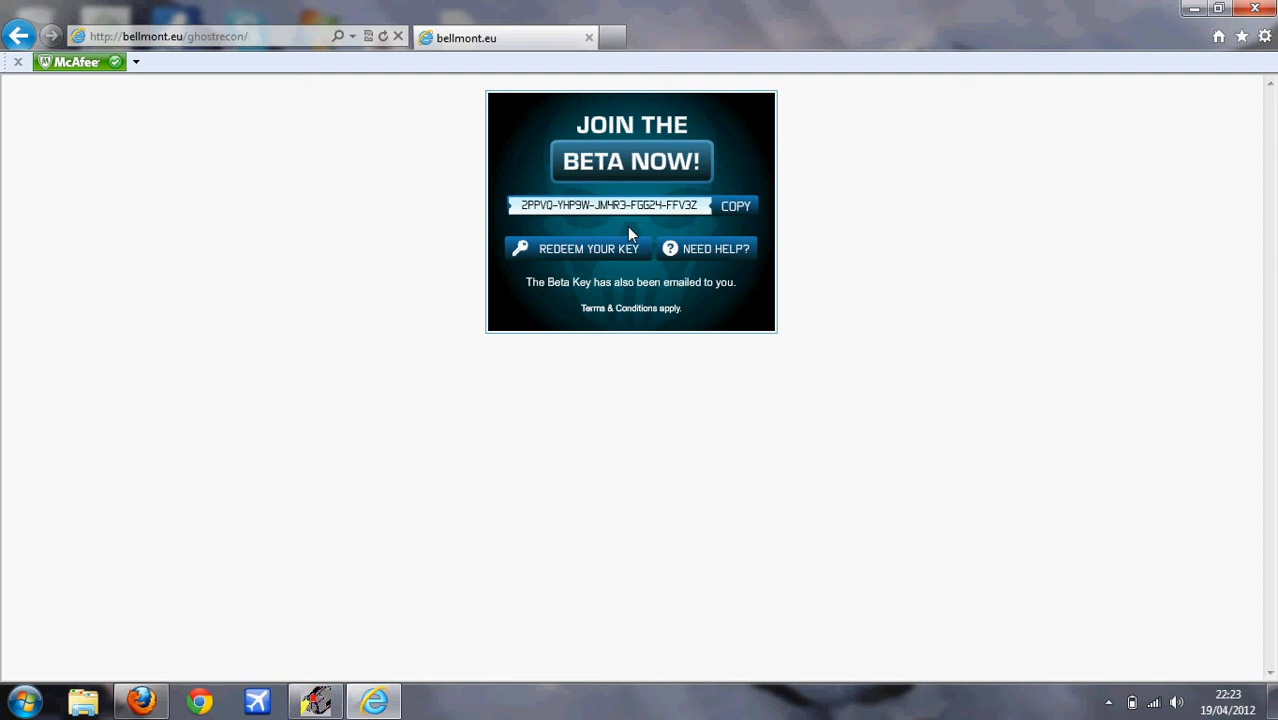 http://bellmont.eu/ghostrecon/
bellmont.eu
McAfee
JOIN THE
BETA NOW!
2PPVQ-YHP9W-JM4R3-FGG24-FFV3Z
COPY
REDEEM YOUR KEY
NEED HELP?
The Beta Key has also been emailed to you.
Terms & Conditions apply.
22:23
19/04/2012